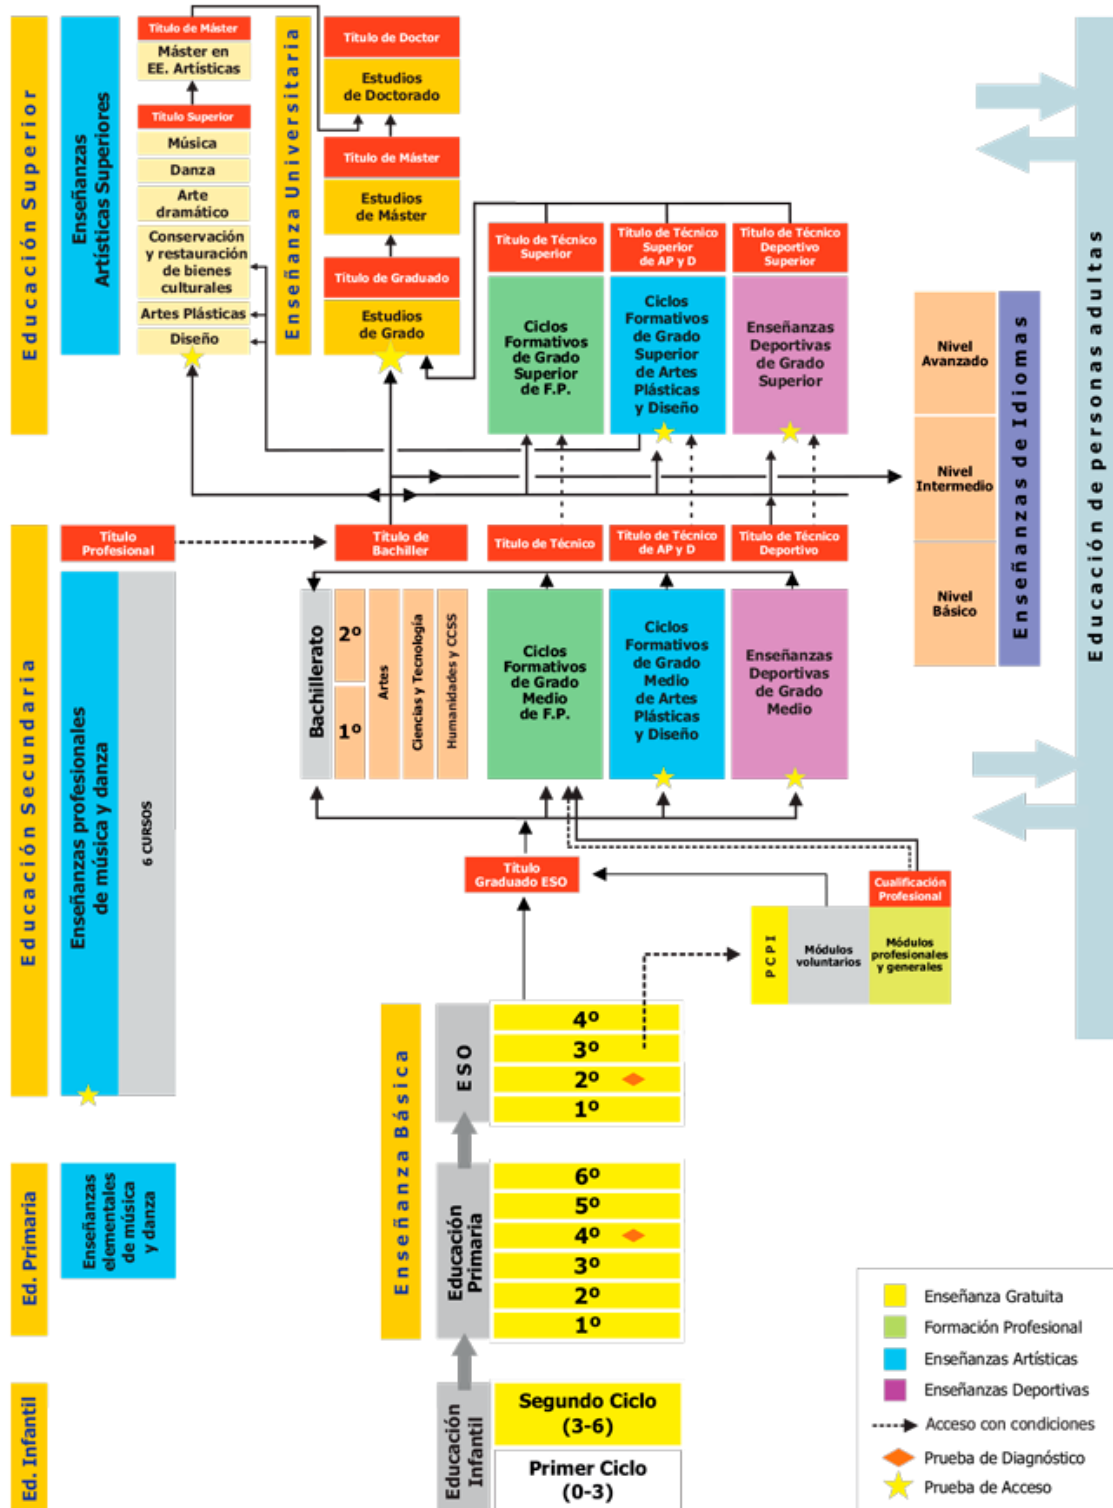 Educación Superior
Enseñanzas
Artísticas Superiores
Título de Máster
Máster en
EE. Artísticas
Título Superior
Música
Danza
Arte
dramático
Conservación
y restauración
de bienes
culturales
Artes Plásticas
Diseño
Enseñanza Universitaria
Título de Doctor
Estudios
de Doctorado
Título de Máster
Estudios
de Máster
Título de Graduado
Estudios
de Grado
Título de Técnico
Superior
Ciclos
Formativos
de Grado
Superior
de F.P.
Título de Técnico
Superior
de AP y D
Ciclos
Formativos
de Grado
Superior
de Artes
Plásticas
y Diseño
Título de Técnico
Deportivo
Superior
Enseñanzas
Deportivas
de Grado
Superior
Nivel
Avanzado
Nivel
Intermedio
Nivel
Básico
Enseñanzas de Idiomas
Educación de personas adultas
Educación Secundaria
Título
Profesional
Enseñanzas profesionales
de música y danza
6 CURSOS
Título de
Bachiller
Bachillerato
2º
1º
Artes
Ciencias y Tecnología
Humanidades y CCSS
Título de Técnico
Ciclos
Formativos
de Grado
Medio
de F.P.
Título de Técnico
de AP y D
Ciclos
Formativos
de Grado
Medio
de Artes
Plásticas
y Diseño
Título de Técnico
Deportivo
Enseñanzas
Deportivas
de Grado
Medio
Título
Graduado ESO
Cualificación
Profesional
PCPI
Módulos
voluntarios
Módulos
profesionales
y generales
Enseñanza Básica
ESO
4º
3º
2º
1º
Ed. Primaria
Enseñanzas
elementales
de música
y danza
Educación
Primaria
6º
5º
4º
3º
2º
1º
Ed. Infantil
Educación
Infantil
Segundo Ciclo
(3-6)
Primer Ciclo
(0-3)
Enseñanza Gratuita
Formación Profesional
Enseñanzas Artísticas
Enseñanzas Deportivas
Acceso con condiciones
Prueba de Diagnóstico
Prueba de Acceso